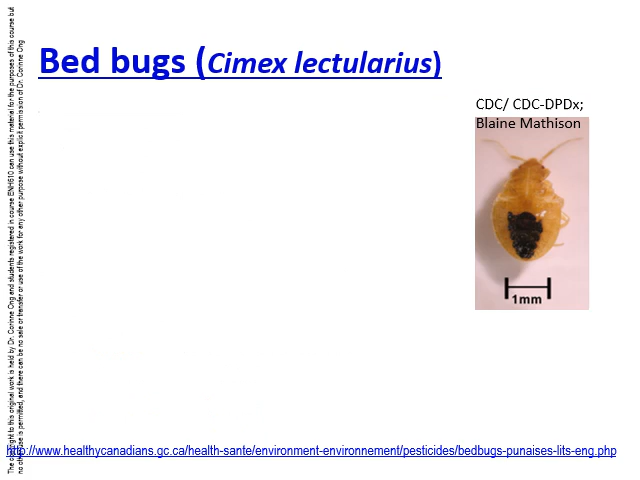 Bed bugs (Cimex lectularius)
CDC/ CDC-DPDx;
Blaine Mathison
1mm
http://www.healthycanadians.gc.ca/health-sante/environment-environnement/pesticides/bedbugs-punaises-lits-eng.php
The copyright to this original work is held by Dr. Corinne Ong and students registered in course ENH610 can use this material for the purposes of this course but
no other use is permitted, and there can be no sale or transfer or use of the work for any other purpose without explicit permission of Dr. Corinne Ong